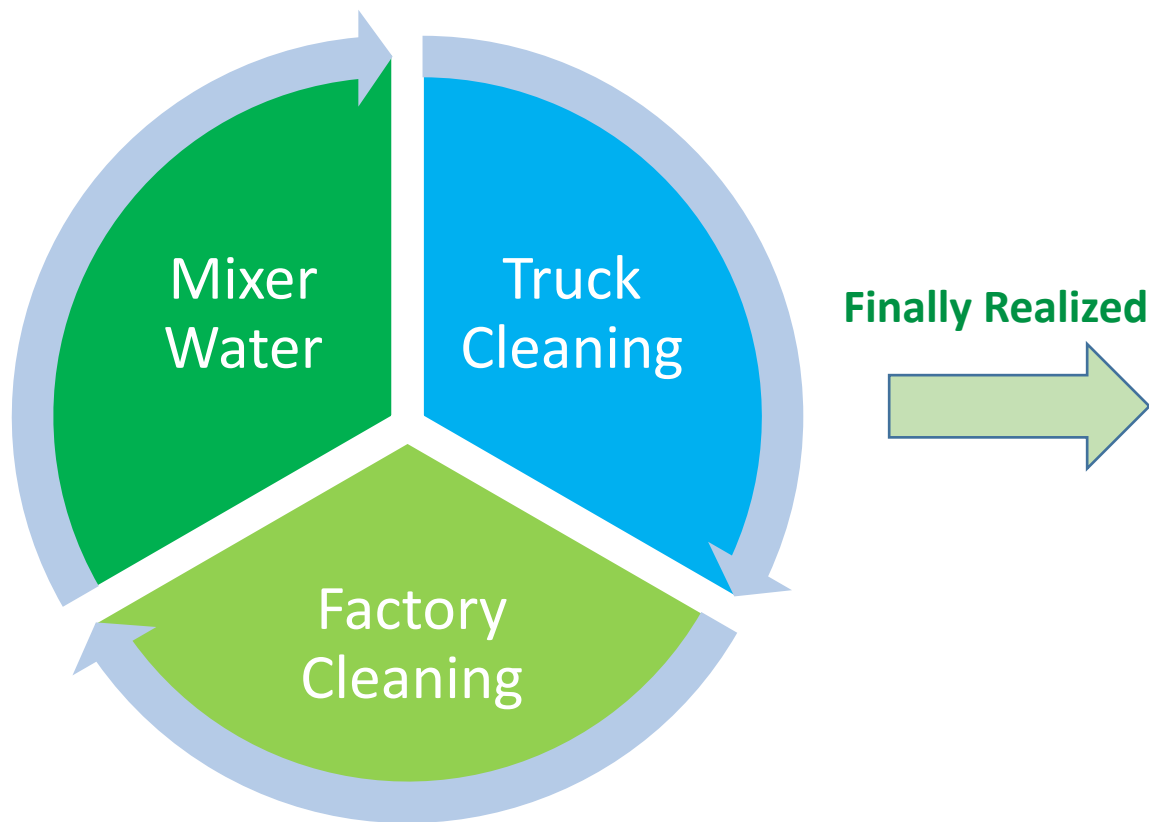 Mixer
Water
Truck
Cleaning
Factory
Cleaning
Finally Realized